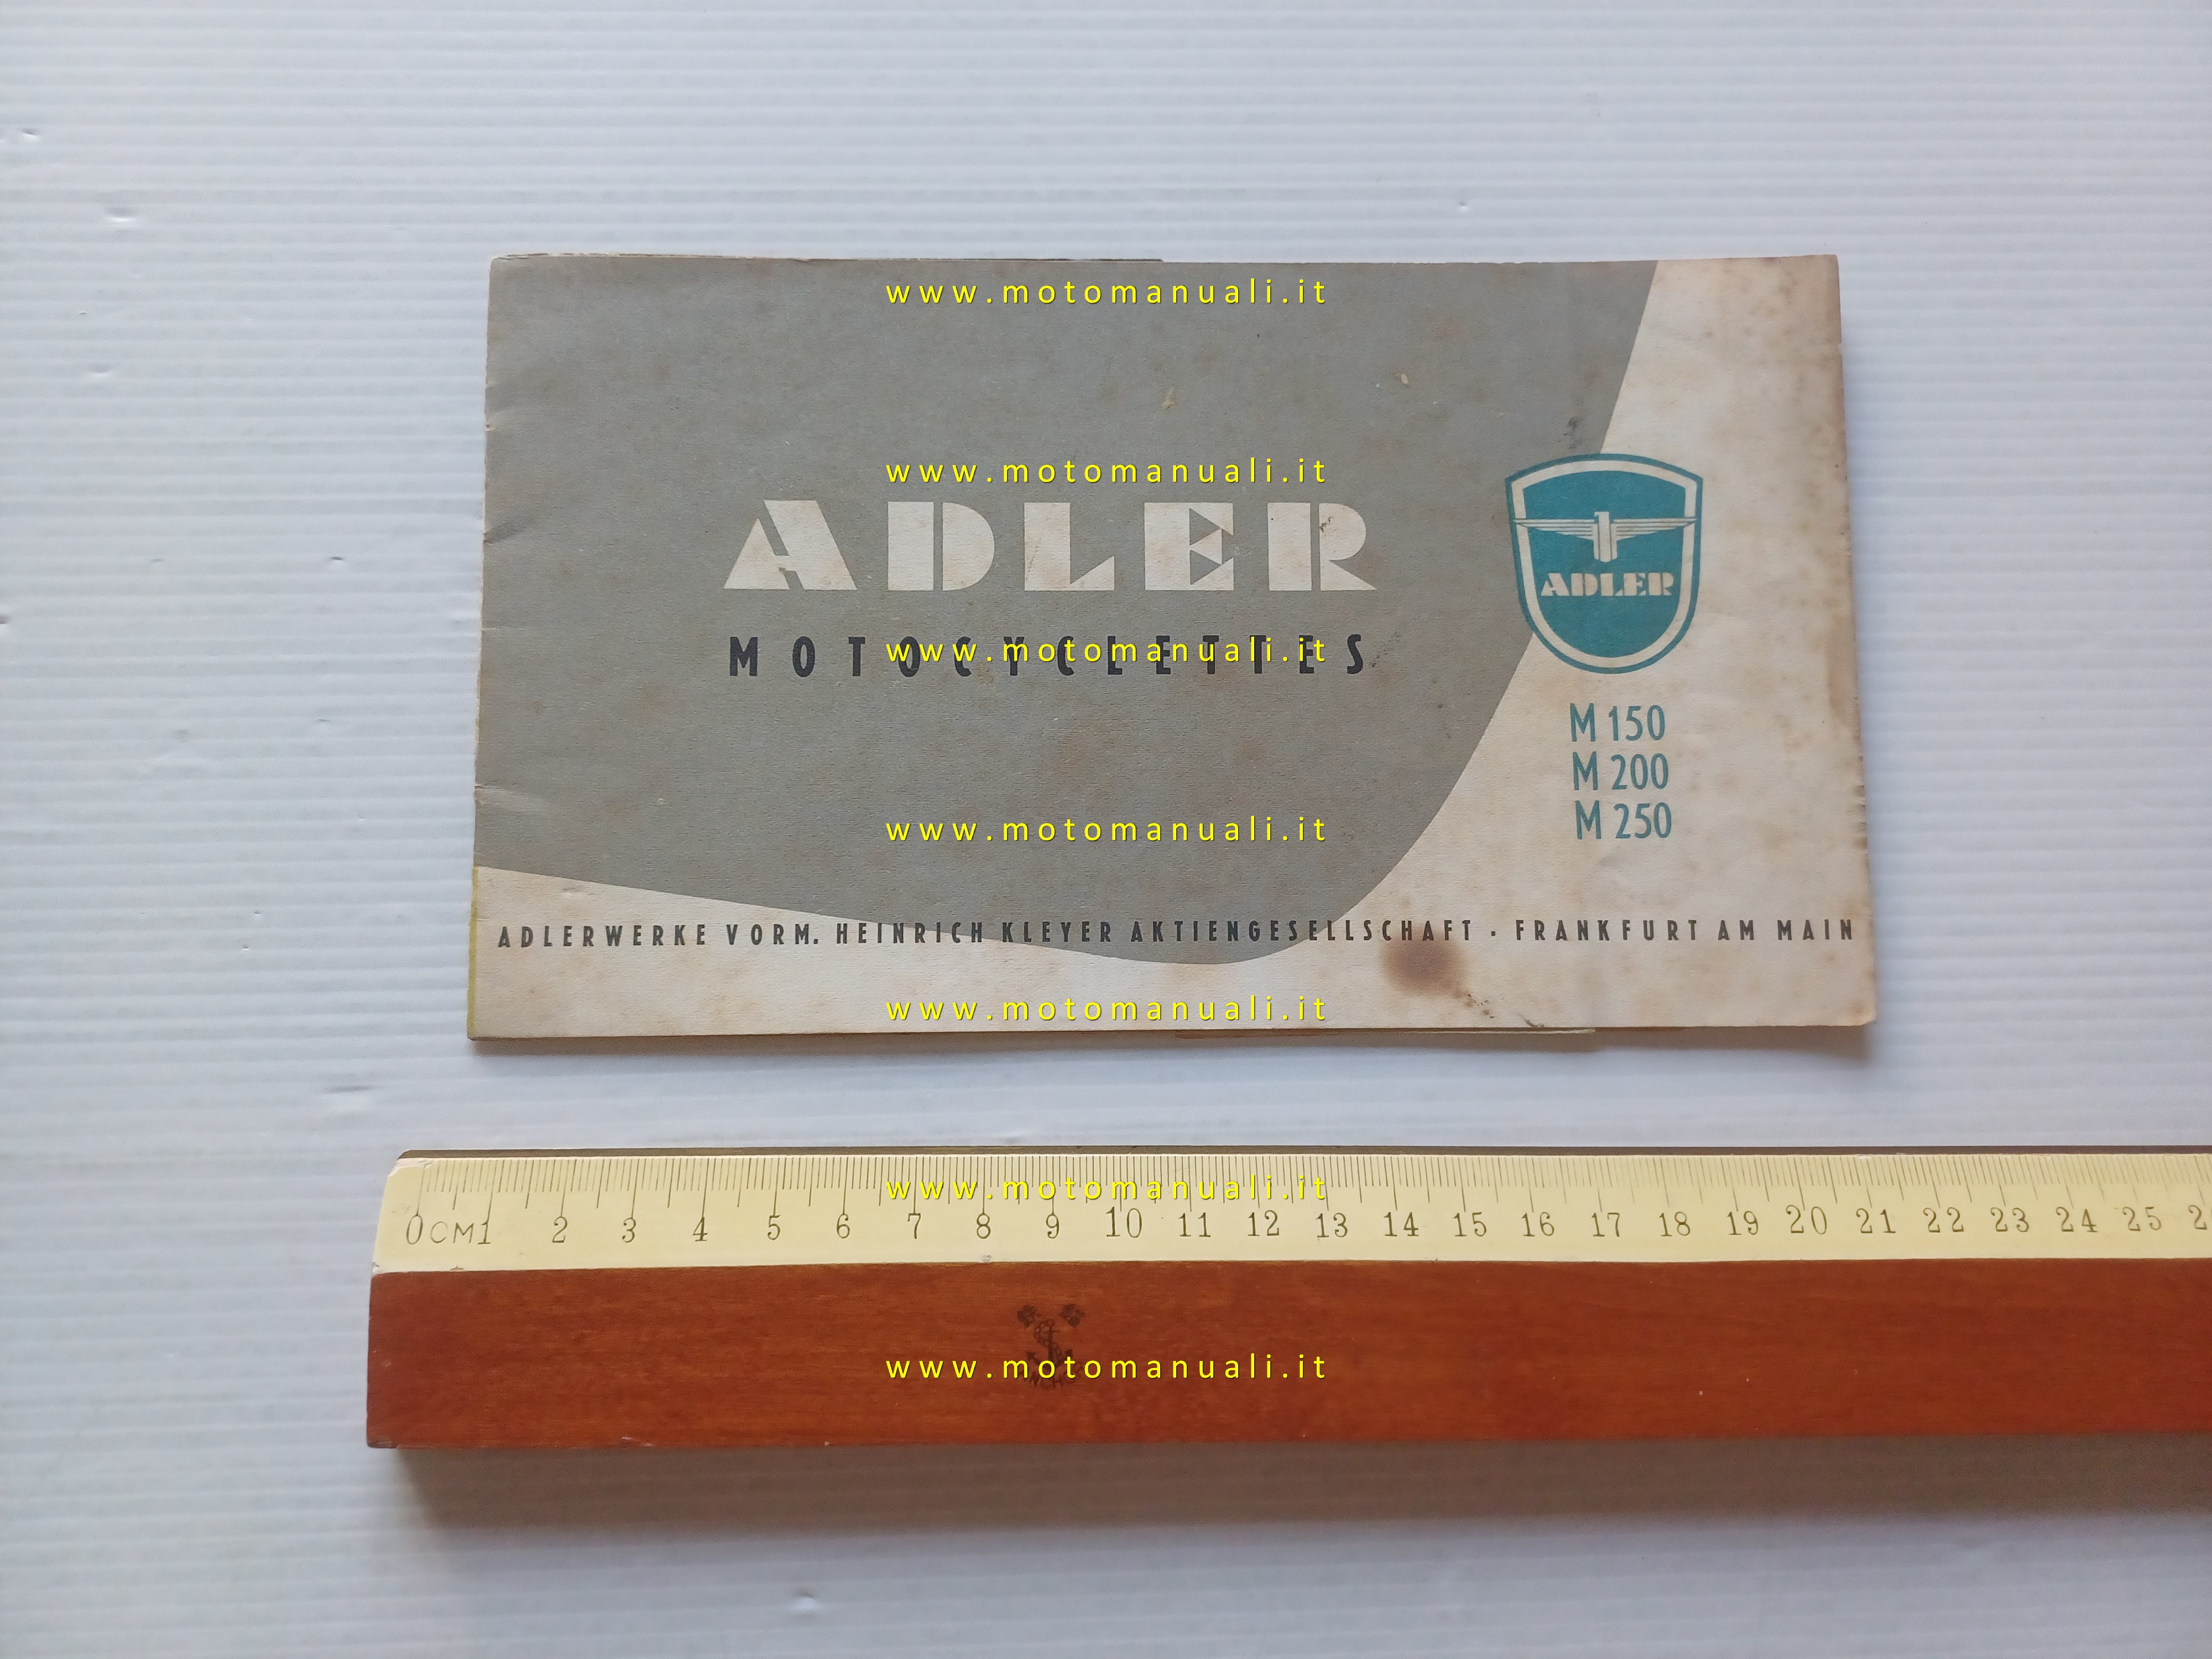 www.motomanuali.it
www.motomanuali.it
ADLER
ADLER
MOTOCYCLETTES
www.motomanuali.it
M 150
M 200
M 250
www.motomanuali.it
ADLERWERKE VORM. HEINRICH KLEYER AKTIENGESELLSCHAFT · FRANKFURT AM MAIN
www.motomanuali.it
www.motomanuali.it
0 CM 1 2 3 4 5 6 7 8 9 10 11 12 13 14 15 16 17 18 19 20 21 22 23 24 25
www.motomanuali.it